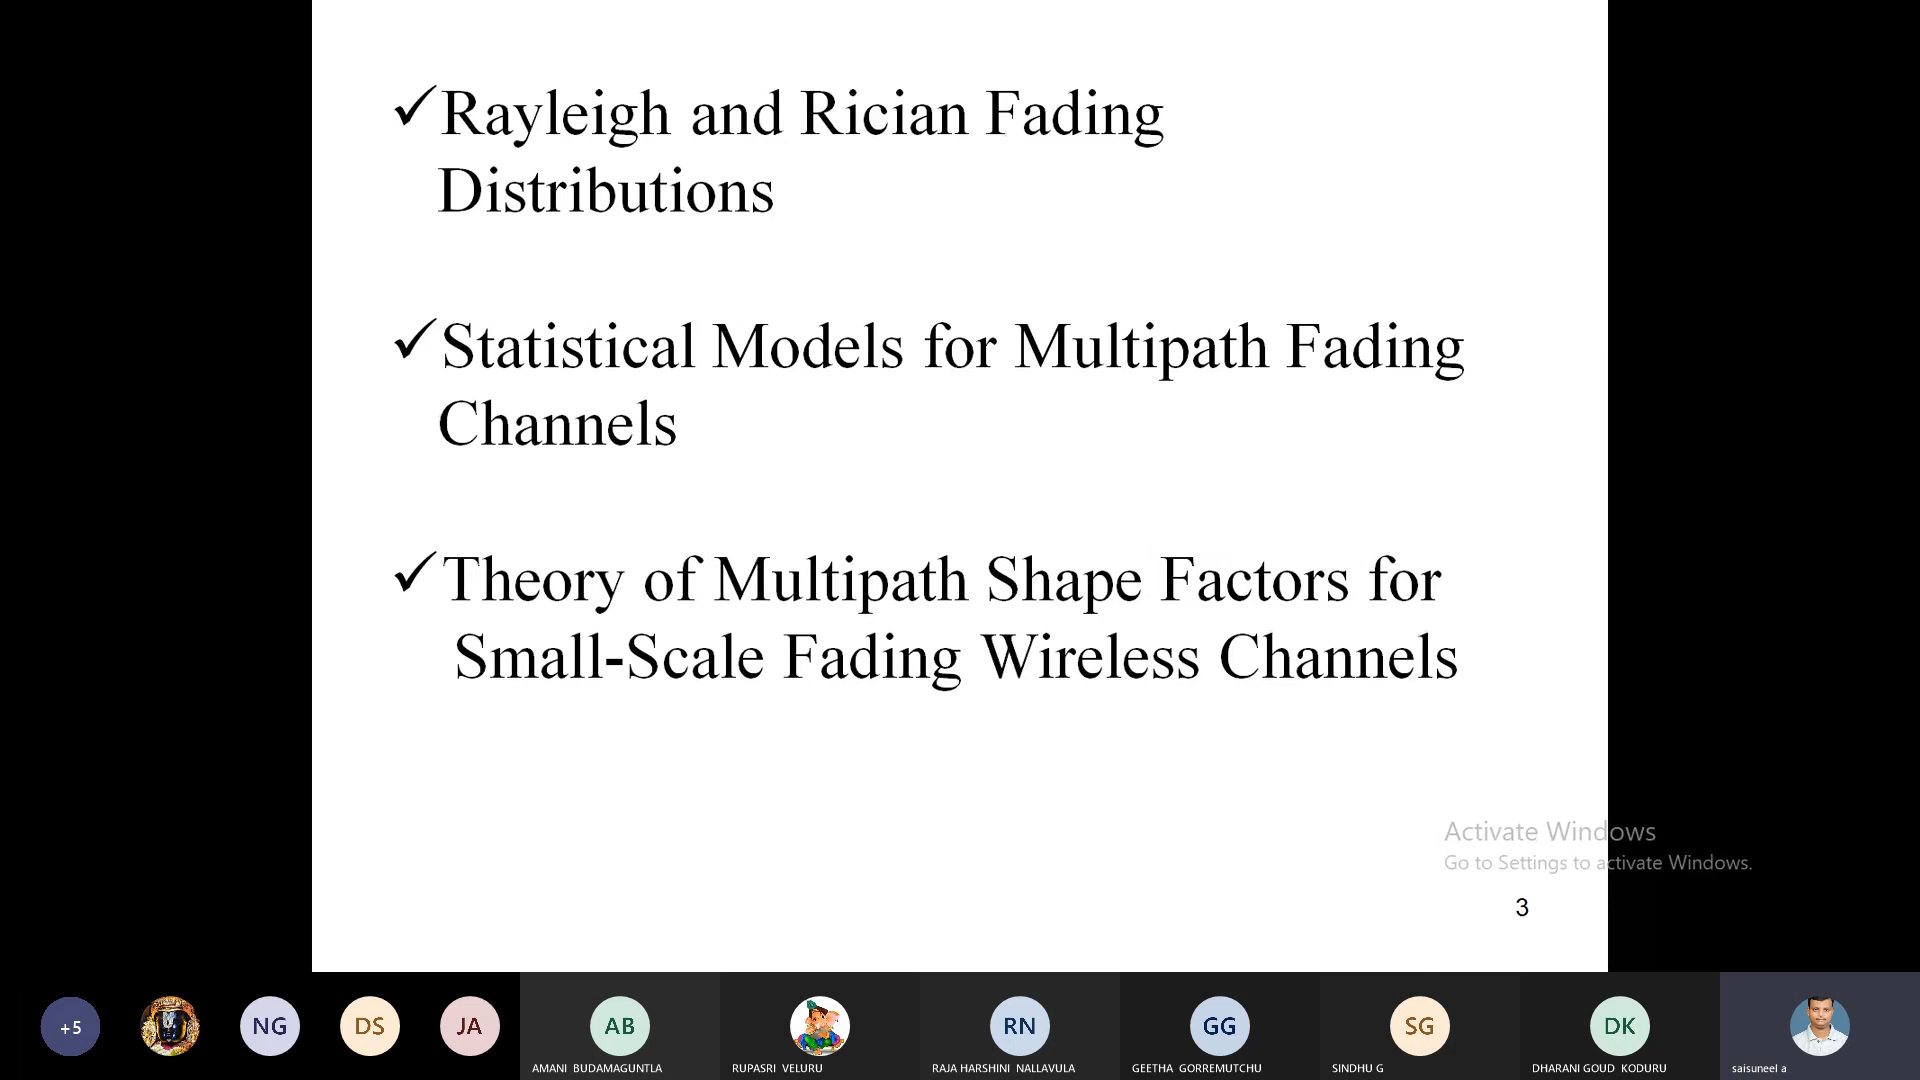 ✓Rayleigh and Rician Fading
Distributions
✓Statistical Models for Multipath Fading
Channels
✓Theory of Multipath Shape Factors for
Small-Scale Fading Wireless Channels
Activate Windows
Go to Settings to activate Windows.
3
+5
NG
DS
JA
AB
RN
GG
SG
DK
AMANI BUDAMAGUNTLA
RUPASRI VELURU
RAJA HARSHINI NALLAVULA
GEETHA GORREMUTCHU
SINDHU G
DHARANI GOUD KODURU
saisuneel a